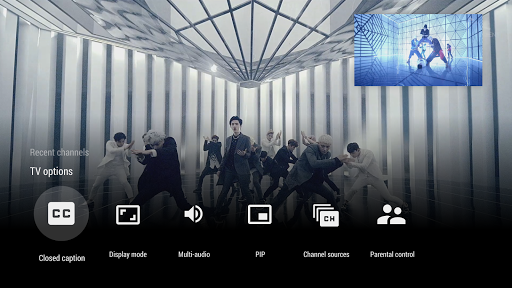 Recent channels
TV options
CC
CH
Closed caption
Display mode
Multi-audio
PIP
Channel sources
Parental control